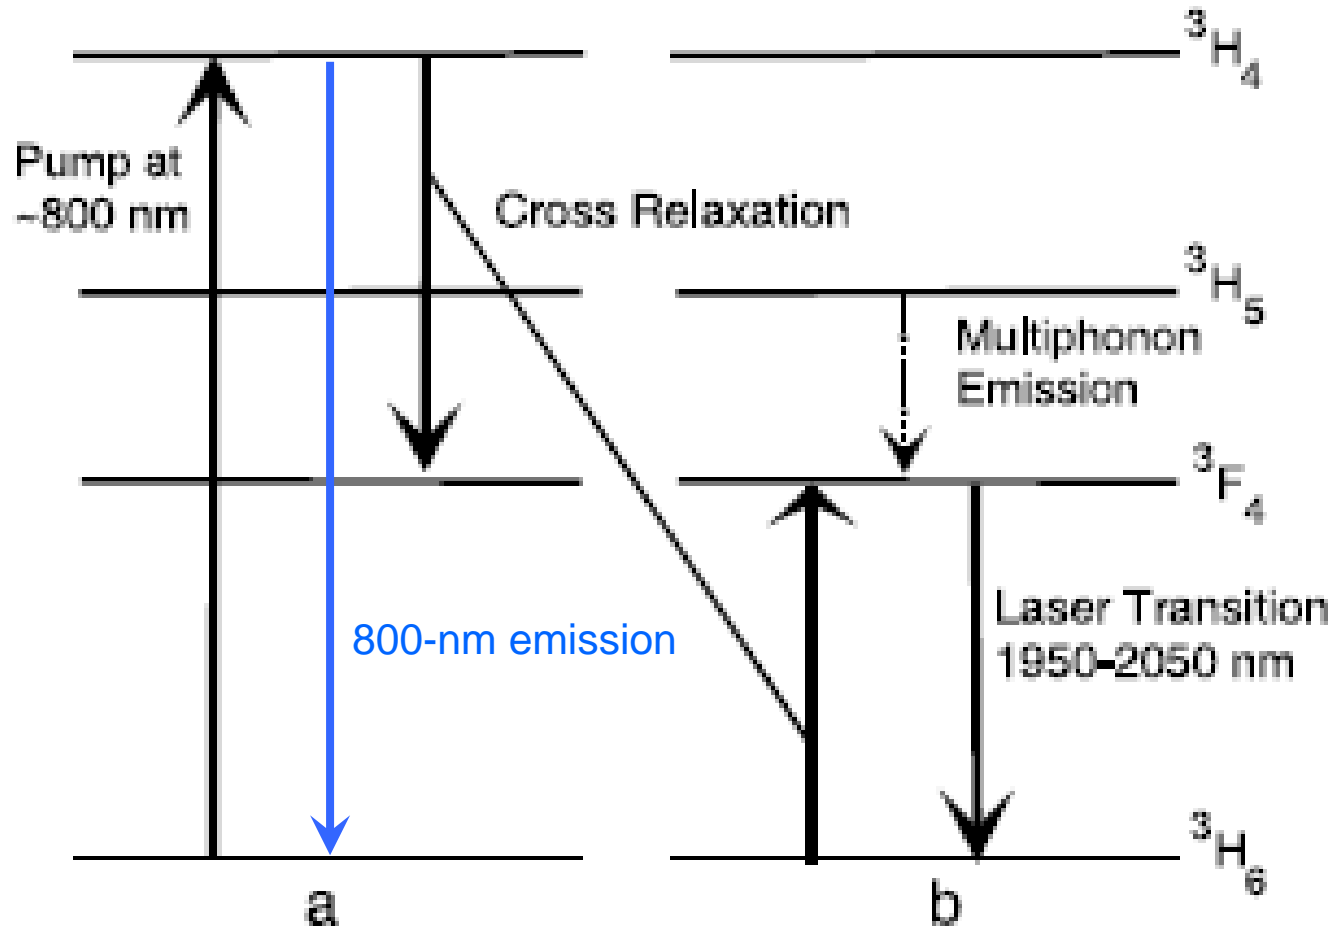 ³H₄
Pump at
~800 nm
Cross Relaxation
³H₅
Multiphonon
Emission
³F₄
Laser Transition
1950-2050 nm
800-nm emission
³H₆
a
b